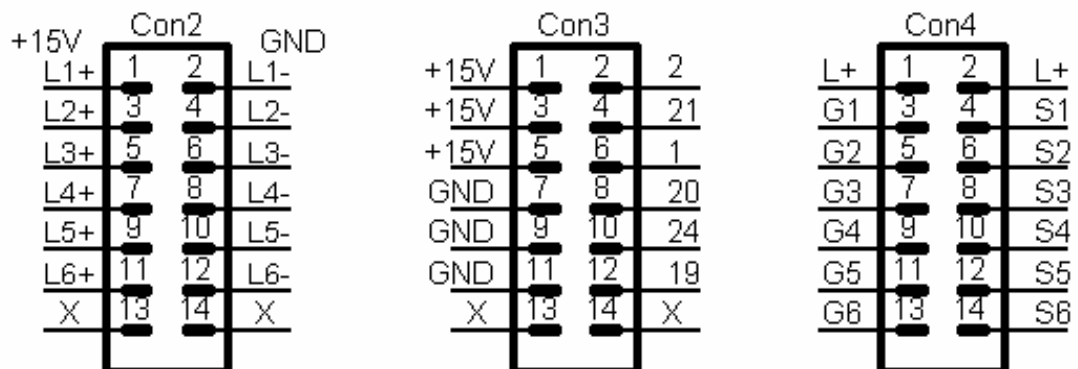 Con2 Con3 Con4
+15V GND
L1+ 1 2 L1- +15V 1 2 2 L+ 1 2 L+
L2+ 3 4 L2- +15V 3 4 21 G1 3 4 S1
L3+ 5 6 L3- +15V 5 6 1 G2 5 6 S2
L4+ 7 8 L4- GND 7 8 20 G3 7 8 S3
L5+ 9 10 L5- GND 9 10 24 G4 9 10 S4
L6+ 11 12 L6- GND 11 12 19 G5 11 12 S5
X 13 14 X X 13 14 X G6 13 14 S6